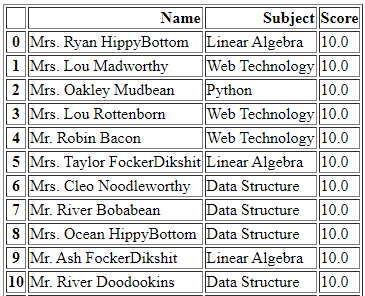 Name Subject Score
0 Mrs. Ryan HippyBottom Linear Algebra 10.0
1 Mrs. Lou Madworthy Web Technology 10.0
2 Mrs. Oakley Mudbean Python 10.0
3 Mrs. Lou Rottenborn Web Technology 10.0
4 Mr. Robin Bacon Web Technology 10.0
5 Mrs. Taylor FockerDikshit Linear Algebra 10.0
6 Mrs. Cleo Noodleworthy Data Structure 10.0
7 Mr. River Bobabean Data Structure 10.0
8 Mrs. Ocean HippyBottom Data Structure 10.0
9 Mr. Ash FockerDikshit Linear Algebra 10.0
10 Mr. River Doodookins Data Structure 10.0